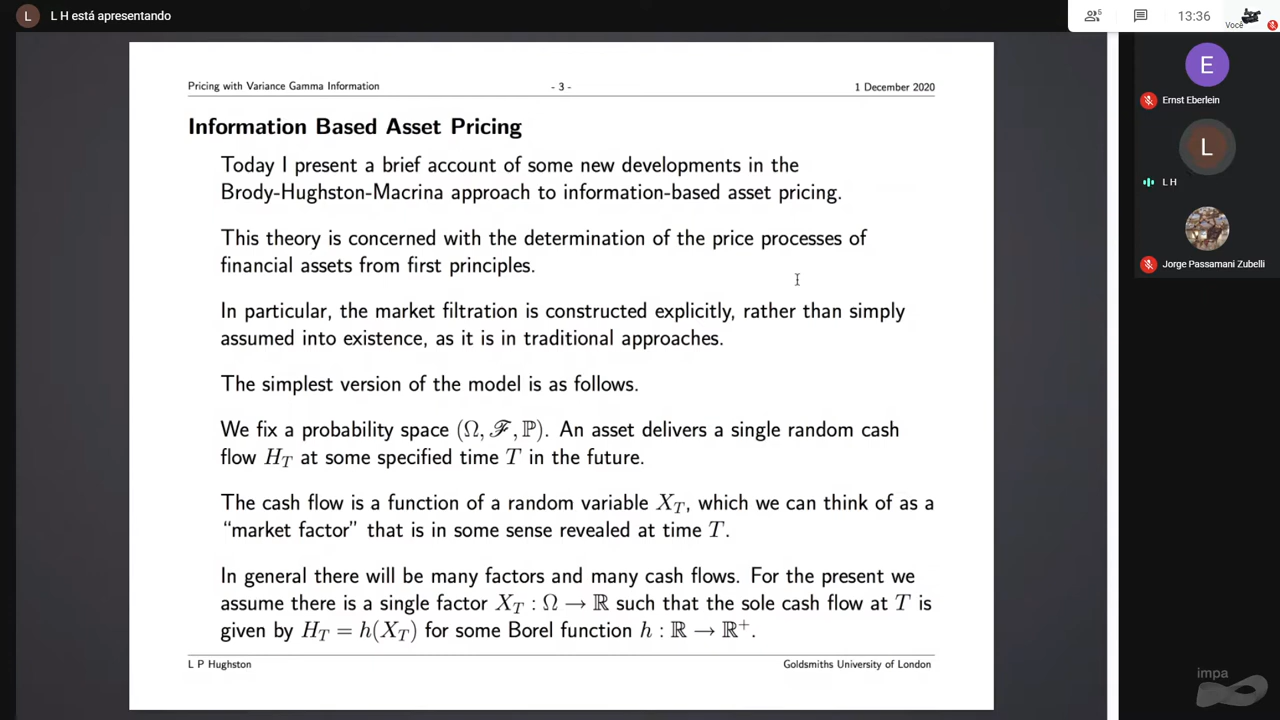 L
L H está apresentando
5
13:36
Você
Pricing with Variance Gamma Information
- 3 -
1 December 2020
Information Based Asset Pricing
Today I present a brief account of some new developments in the
Brody-Hughston-Macrina approach to information-based asset pricing.
This theory is concerned with the determination of the price processes of
financial assets from first principles.
In particular, the market filtration is constructed explicitly, rather than simply
assumed into existence, as it is in traditional approaches.
The simplest version of the model is as follows.
We fix a probability space (Ω, ℱ, ℙ). An asset delivers a single random cash
flow H_T at some specified time T in the future.
The cash flow is a function of a random variable X_T, which we can think of as a
“market factor” that is in some sense revealed at time T.
In general there will be many factors and many cash flows. For the present we
assume there is a single factor X_T : Ω → ℝ such that the sole cash flow at T is
given by H_T = h(X_T) for some Borel function h : ℝ → ℝ⁺.
L P Hughston
Goldsmiths University of London
E
Ernst Eberlein
L
L H
Jorge Passamani Zubelli
impa